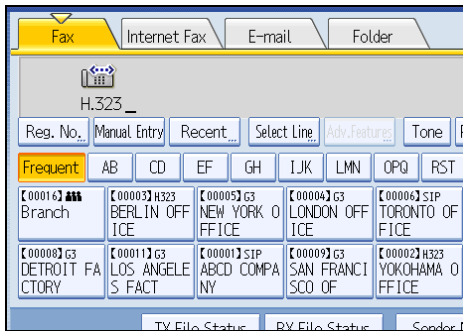 Fax Internet Fax E-mail Folder
H.323_
Reg. No. Manual Entry Recent Select Line Adv.Features Tone
Frequent AB CD EF GH IJK LMN OPQ RST
【00016】 【00003】H323 【00005】G3 【00004】G3 【00006】SIP
Branch BERLIN OFF NEW YORK O LONDON OFF TORONTO OF
ICE FFICE ICE FICE
【00008】G3 【00011】G3 【00001】SIP 【00009】G3 【00002】H323
DETROIT FA LOS ANGELE ABCD COMPA SAN FRANCI YOKOHAMA O
CTORY S FACT NY SCO OF FFICE
TX File Status RX File Status Sender